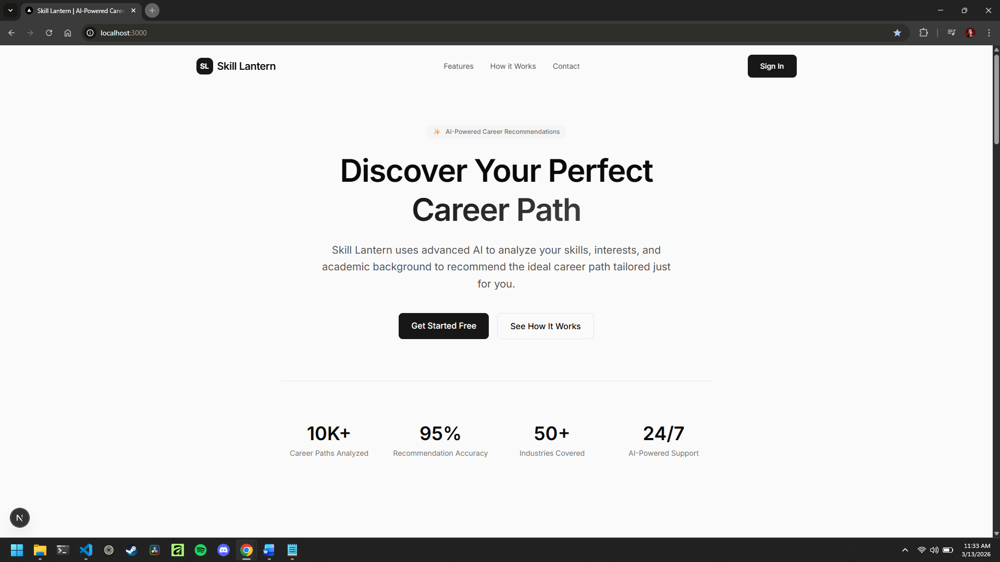 Skill Lantern | AI-Powered Caree
localhost:3000
SL Skill Lantern
Features How it Works Contact
Sign In
✨ AI-Powered Career Recommendations
Discover Your Perfect
Career Path
Skill Lantern uses advanced AI to analyze your skills, interests, and
academic background to recommend the ideal career path tailored just
for you.
Get Started Free See How It Works
10K+ 95% 50+ 24/7
Career Paths Analyzed Recommendation Accuracy Industries Covered AI-Powered Support
N
11:33 AM
3/13/2026